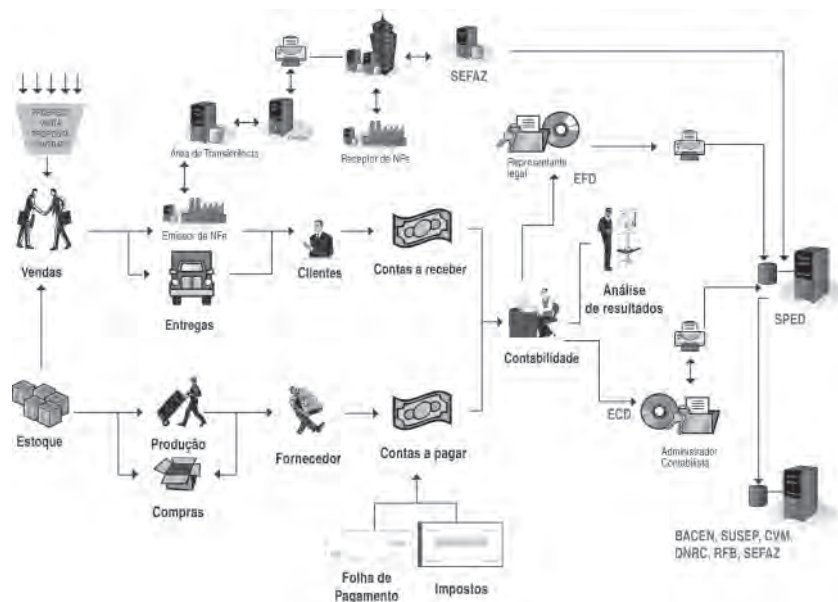 SEFAZ
PROPOSTA
Área de Transferência
Receptor de NFe
Representante
legal
EFD
Emissor de NFe
Vendas
Entregas
Clientes
Contas a receber
Análise
de resultados
Contabilidade
SPED
Estoque
Produção
Compras
Fornecedor
Contas a pagar
ECD
Administrador
Contabilista
Folha de
Pagamento
Impostos
BACEN, SUSEP, CVM,
DNRC, RFB, SEFAZ